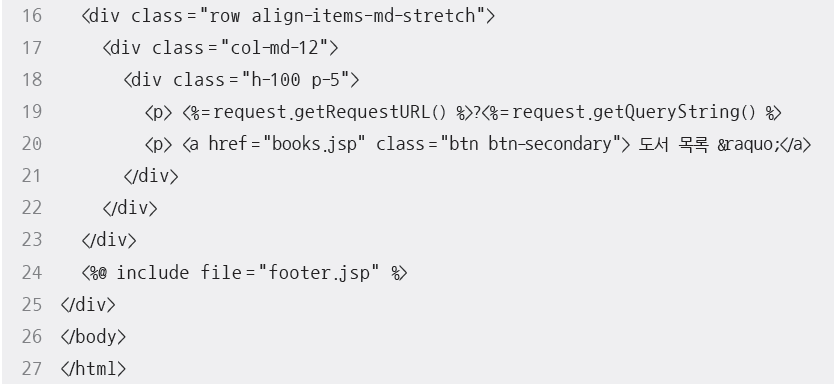 16 <div class="row align-items-md-stretch">
17 <div class="col-md-12">
18 <div class="h-100 p-5">
19 <p> <%=request.getRequestURL() %>?<%=request.getQueryString() %>
20 <p> <a href="books.jsp" class="btn btn-secondary"> 도서 목록 &raquo;</a>
21 </div>
22 </div>
23 </div>
24 <%@ include file="footer.jsp" %>
25 </div>
26 </body>
27 </html>